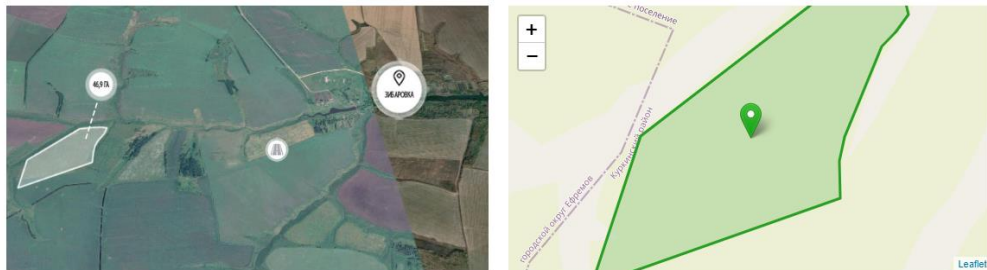 46,9 ГА
ЗИБАРОВКА
+
−
поселение
Куркинский район
городской округ Ефремов
Leaflet